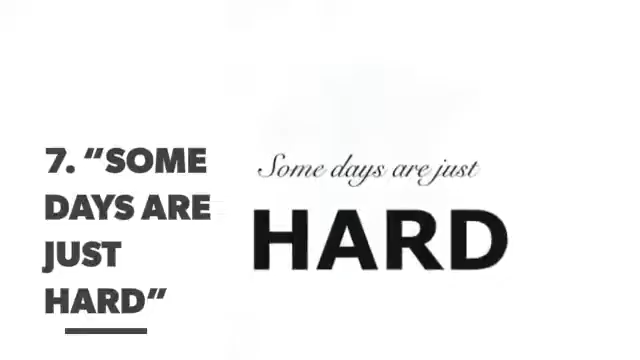 7. “SOME
DAYS ARE
JUST
HARD”
Some days are just
HARD